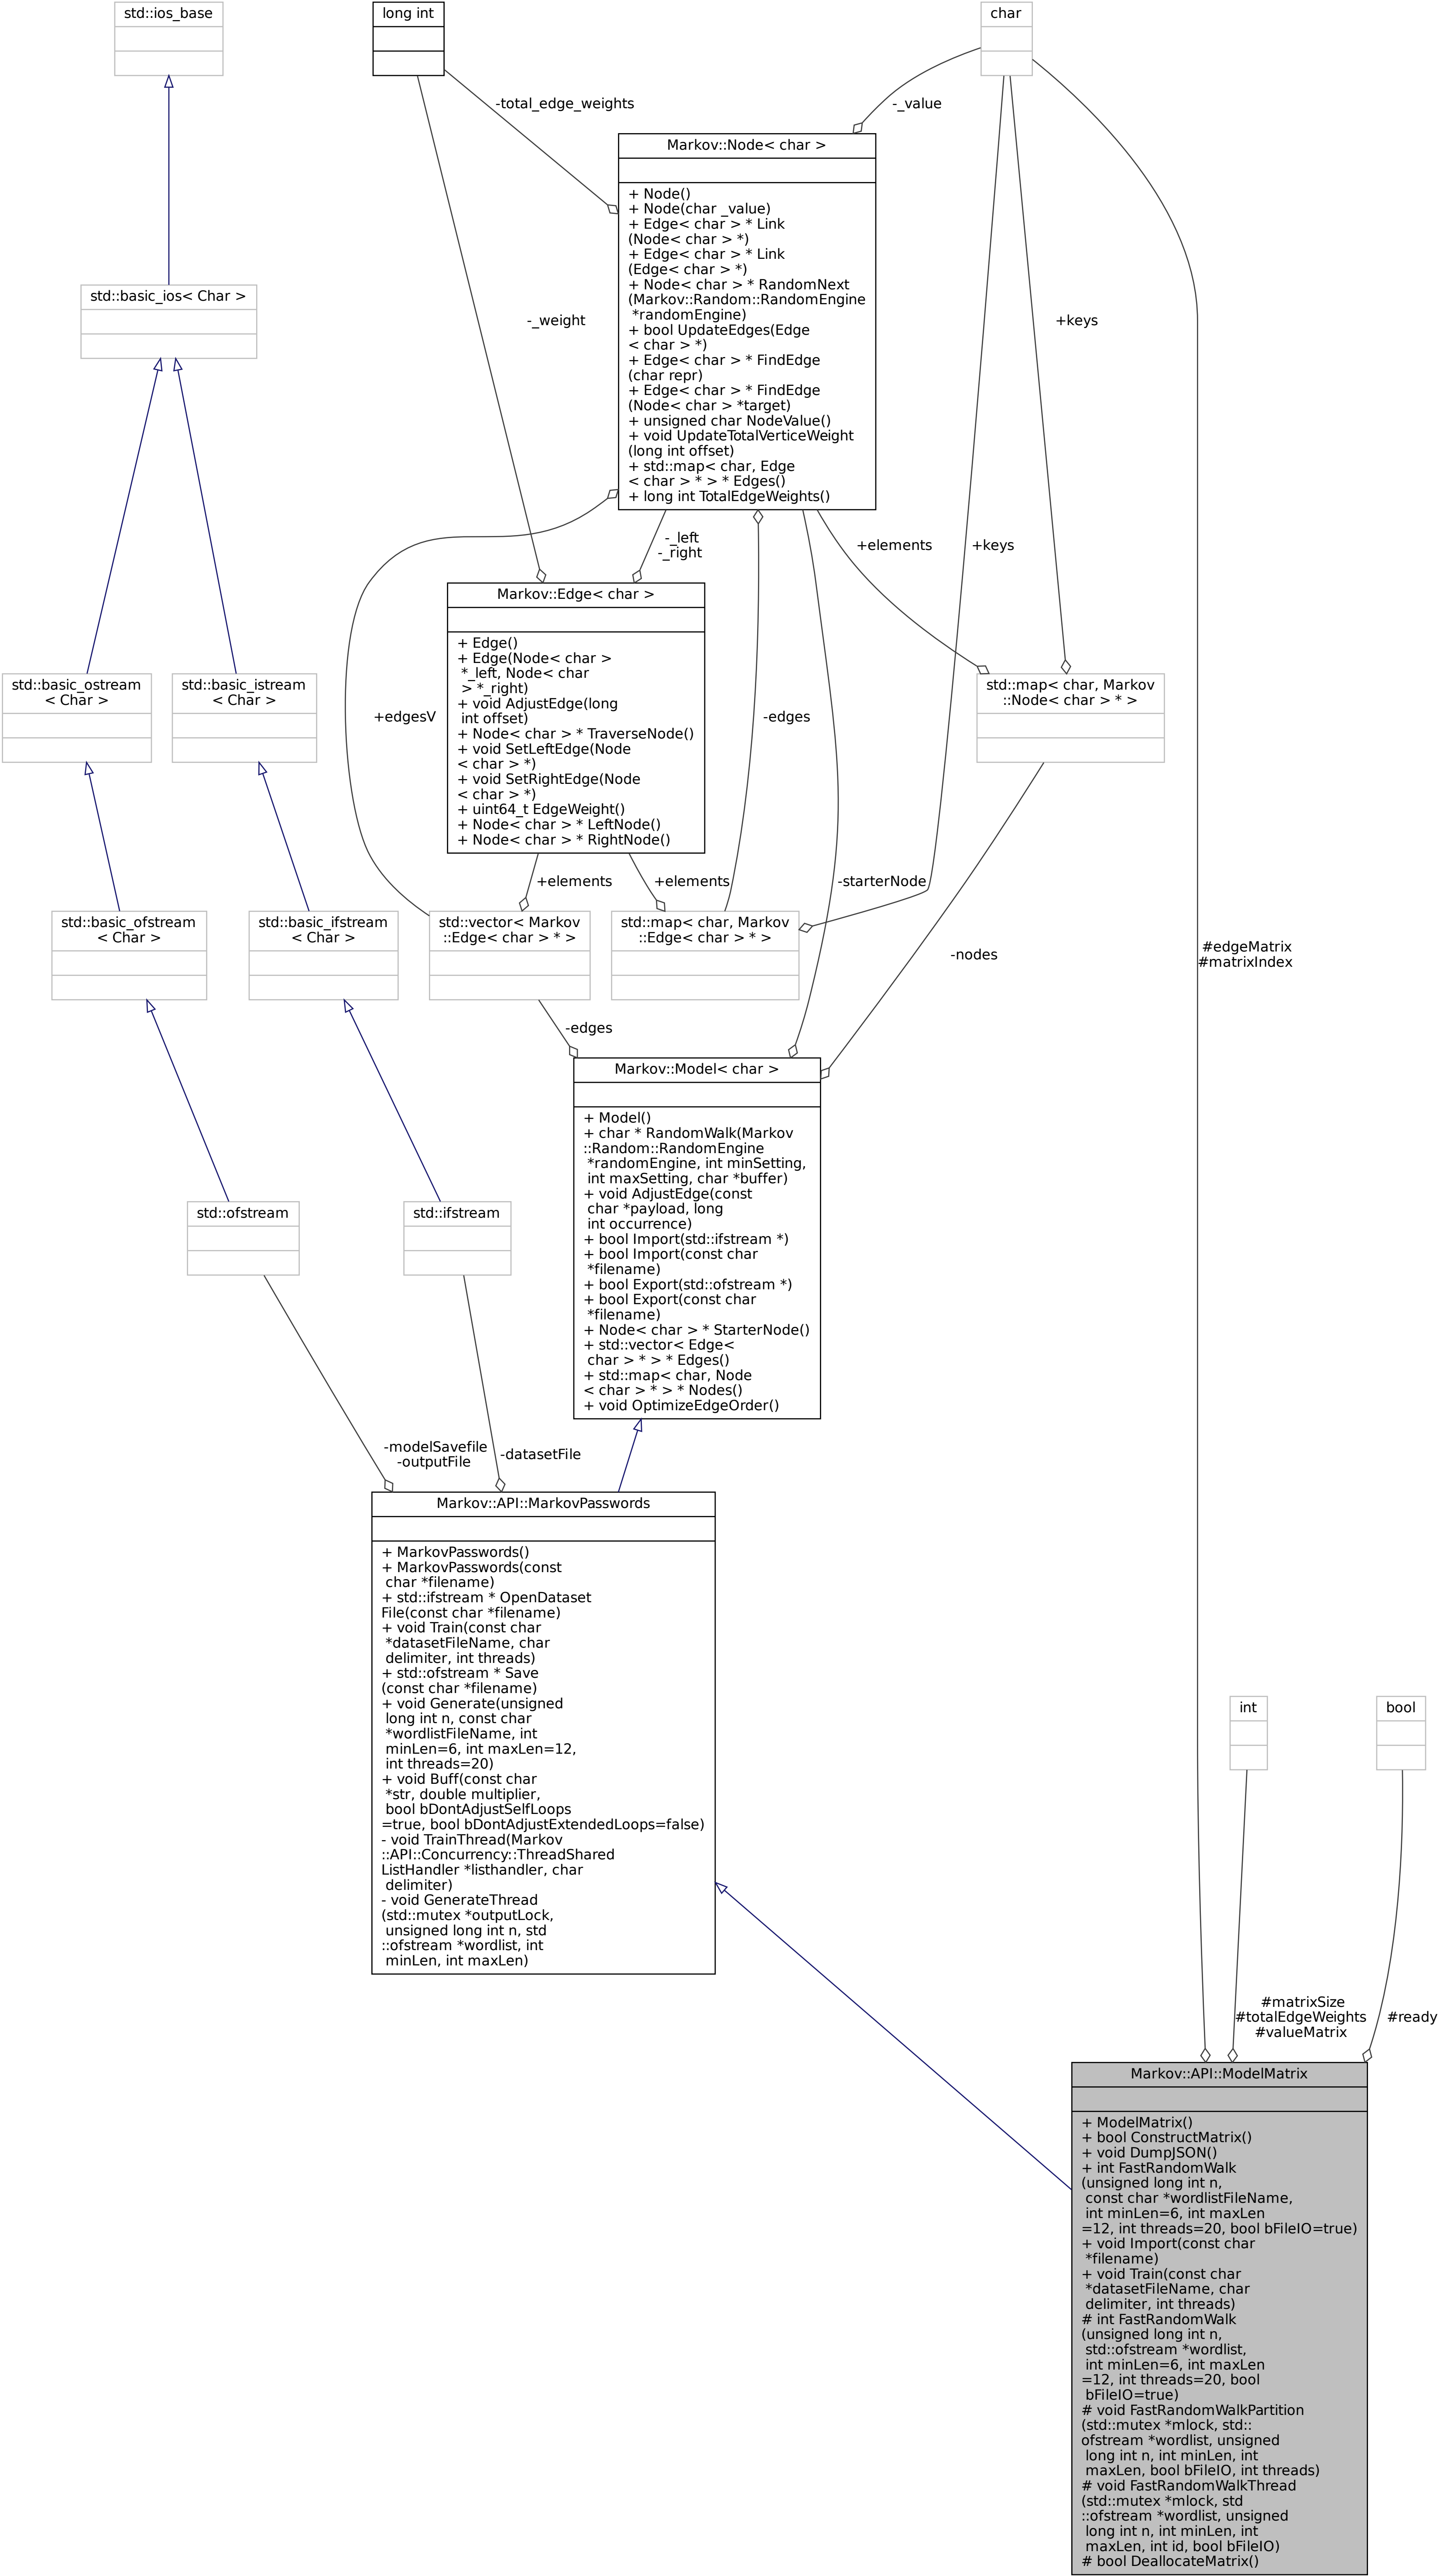 std::ios_base
long int
char
-total_edge_weights
-_value
Markov::Node< char >
+ Node()
+ Node(char _value)
+ Edge< char > * Link
(Node< char > *)
+ Edge< char > * Link
(Edge< char > *)
+ Node< char > * RandomNext
(Markov::Random::RandomEngine
*randomEngine)
+ bool UpdateEdges(Edge
< char > *)
+ Edge< char > * FindEdge
(char repr)
+ Edge< char > * FindEdge
(Node< char > *target)
+ unsigned char NodeValue()
+ void UpdateTotalVerticeWeight
(long int offset)
+ std::map< char, Edge
< char > * > * Edges()
+ long int TotalEdgeWeights()
std::basic_ios< Char >
-_weight
+keys
-_left
-_right
+elements
+keys
Markov::Edge< char >
+ Edge()
+ Edge(Node< char >
*_left, Node< char
> *_right)
+ void AdjustEdge(long
int offset)
+ Node< char > * TraverseNode()
+ void SetLeftEdge(Node
< char > *)
+ void SetRightEdge(Node
< char > *)
+ uint64_t EdgeWeight()
+ Node< char > * LeftNode()
+ Node< char > * RightNode()
std::basic_ostream
< Char >
std::basic_istream
< Char >
std::map< char, Markov
::Node< char > * >
+edgesV
-edges
+elements
+elements
-starterNode
std::basic_ofstream
< Char >
std::basic_ifstream
< Char >
std::vector< Markov
::Edge< char > * >
std::map< char, Markov
::Edge< char > * >
-nodes
#edgeMatrix
#matrixIndex
-edges
Markov::Model< char >
+ Model()
+ char * RandomWalk(Markov
::Random::RandomEngine
*randomEngine, int minSetting,
int maxSetting, char *buffer)
+ void AdjustEdge(const
char *payload, long
int occurrence)
+ bool Import(std::ifstream *)
+ bool Import(const char
*filename)
+ bool Export(std::ofstream *)
+ bool Export(const char
*filename)
+ Node< char > * StarterNode()
+ std::vector< Edge<
char > * > * Edges()
+ std::map< char, Node
< char > * > * Nodes()
+ void OptimizeEdgeOrder()
std::ofstream
std::ifstream
-modelSavefile
-outputFile
-datasetFile
Markov::API::MarkovPasswords
+ MarkovPasswords()
+ MarkovPasswords(const
char *filename)
+ std::ifstream * OpenDataset
File(const char *filename)
+ void Train(const char
*datasetFileName, char
delimiter, int threads)
+ std::ofstream * Save
(const char *filename)
+ void Generate(unsigned
long int n, const char
*wordlistFileName, int
minLen=6, int maxLen=12,
int threads=20)
+ void Buff(const char
*str, double multiplier,
bool bDontAdjustSelfLoops
=true, bool bDontAdjustExtendedLoops=false)
- void TrainThread(Markov
::API::Concurrency::ThreadShared
ListHandler *listhandler, char
delimiter)
- void GenerateThread
(std::mutex *outputLock,
unsigned long int n, std
::ofstream *wordlist, int
minLen, int maxLen)
int
bool
#matrixSize
#totalEdgeWeights
#valueMatrix
#ready
Markov::API::ModelMatrix
+ ModelMatrix()
+ bool ConstructMatrix()
+ void DumpJSON()
+ int FastRandomWalk
(unsigned long int n,
const char *wordlistFileName,
int minLen=6, int maxLen
=12, int threads=20, bool bFileIO=true)
+ void Import(const char
*filename)
+ void Train(const char
*datasetFileName, char
delimiter, int threads)
# int FastRandomWalk
(unsigned long int n,
std::ofstream *wordlist,
int minLen=6, int maxLen
=12, int threads=20, bool
bFileIO=true)
# void FastRandomWalkPartition
(std::mutex *mlock, std::
ofstream *wordlist, unsigned
long int n, int minLen, int
maxLen, bool bFileIO, int threads)
# void FastRandomWalkThread
(std::mutex *mlock, std
::ofstream *wordlist, unsigned
long int n, int minLen, int
maxLen, int id, bool bFileIO)
# bool DeallocateMatrix()